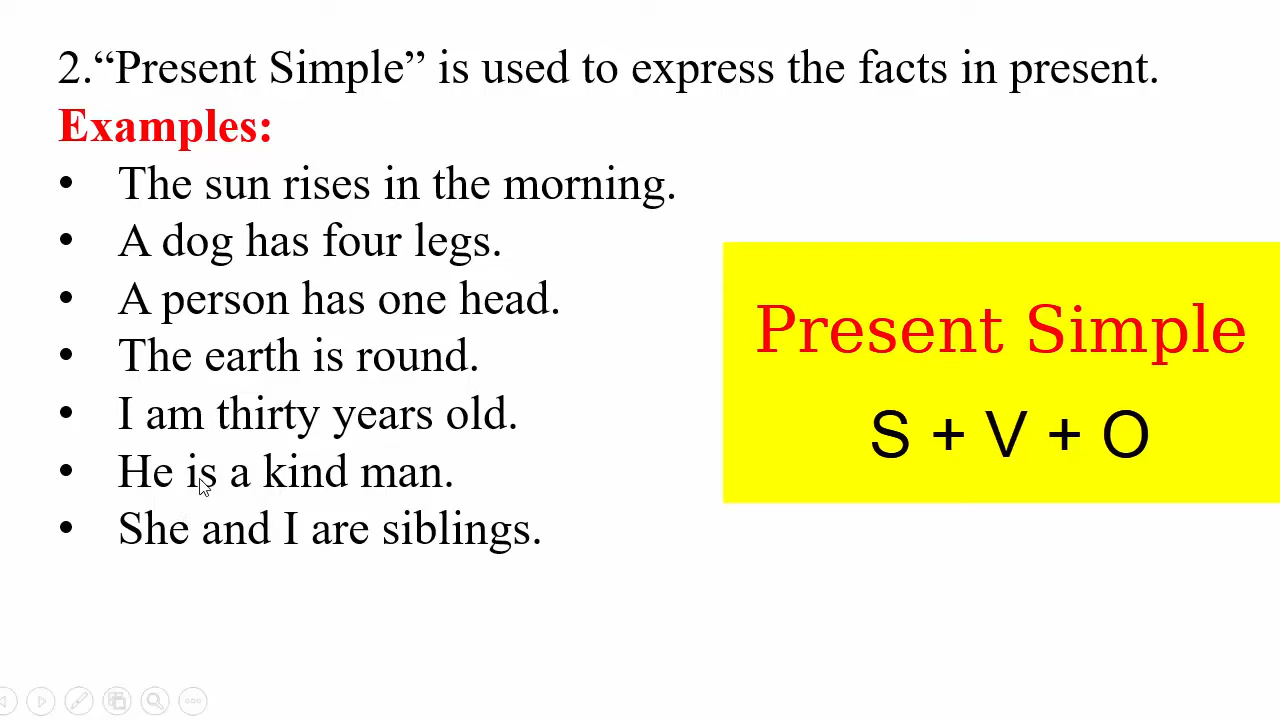 2.“Present Simple” is used to express the facts in present.
Examples:
• The sun rises in the morning.
• A dog has four legs.
• A person has one head.
• The earth is round.
• I am thirty years old.
• He is a kind man.
• She and I are siblings.
Present Simple
S + V + O